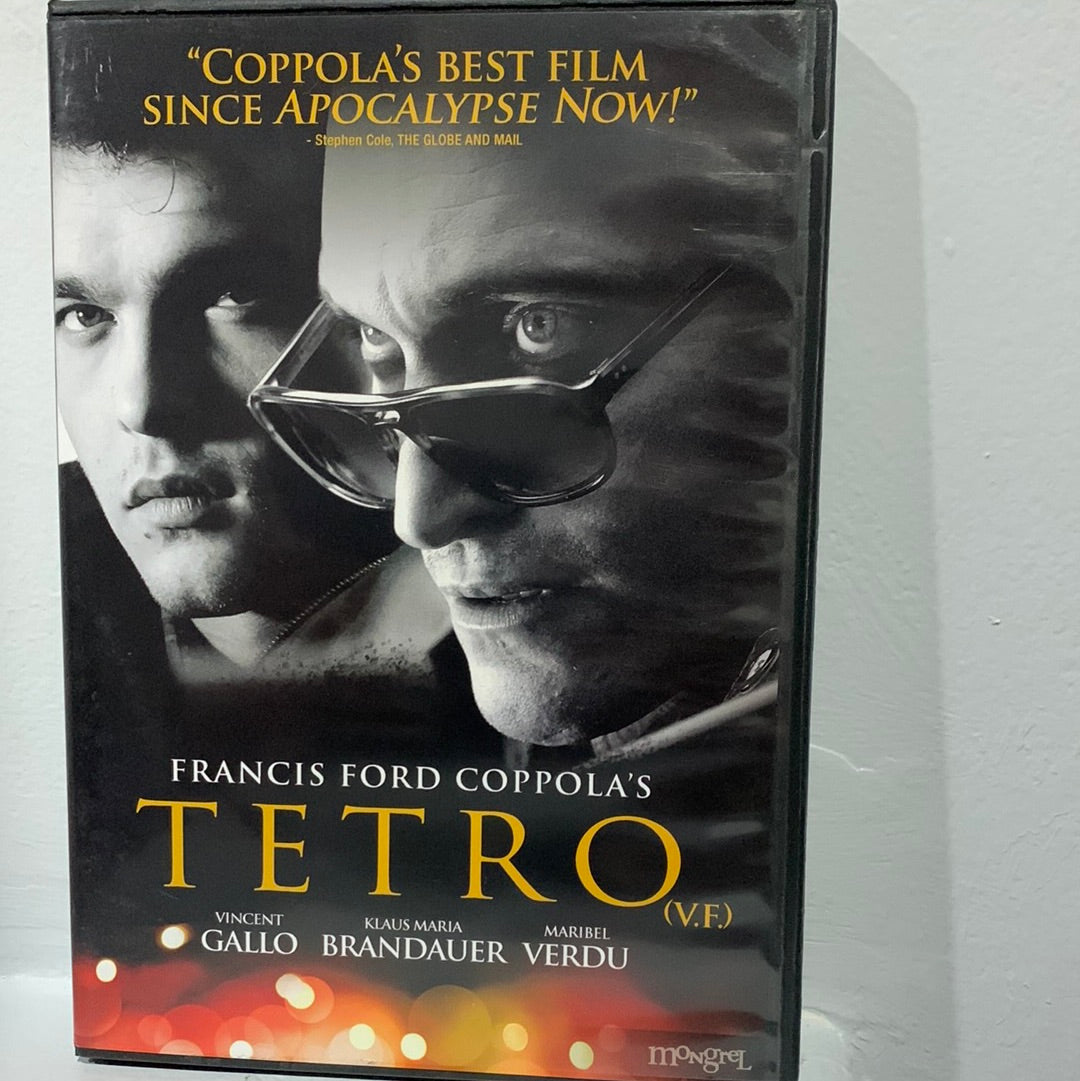 “COPPOLA’S BEST FILM
SINCE APOCALYPSE NOW!”
- Stephen Cole, THE GLOBE AND MAIL
FRANCIS FORD COPPOLA’S
TETRO
(V.F.)
VINCENT GALLO
KLAUS MARIA BRANDAUER
MARIBEL VERDU
mongrel